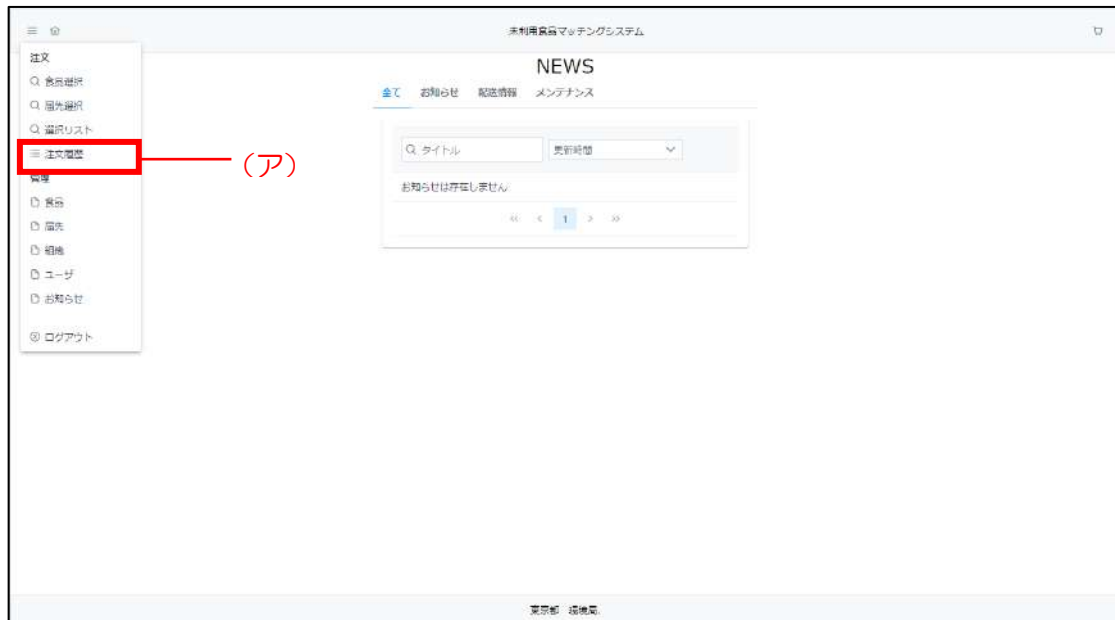 未利用食品マッチングシステム
注文
食品選択
届先選択
選択リスト
注文履歴
(ア)
管理
食品
届先
組織
ユーザ
お知らせ
ログアウト
NEWS
全て お知らせ 配送情報 メンテナンス
タイトル 更新時間
お知らせは存在しません
<< < 1 > >>
東京都 環境局